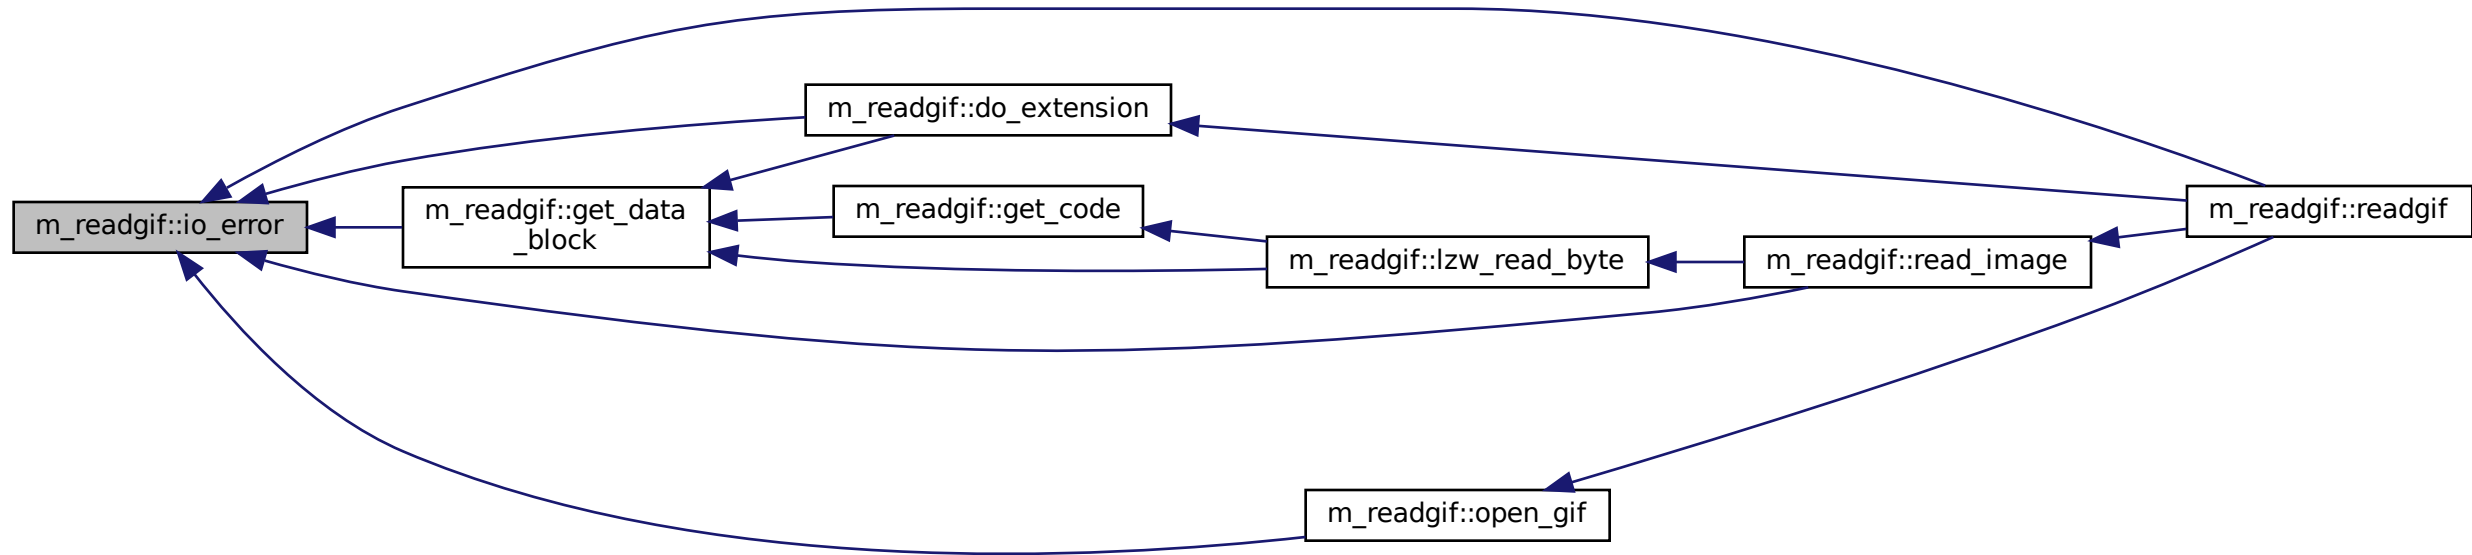 m_readgif::io_error
m_readgif::get_data
_block
m_readgif::do_extension
m_readgif::get_code
m_readgif::lzw_read_byte
m_readgif::read_image
m_readgif::readgif
m_readgif::open_gif